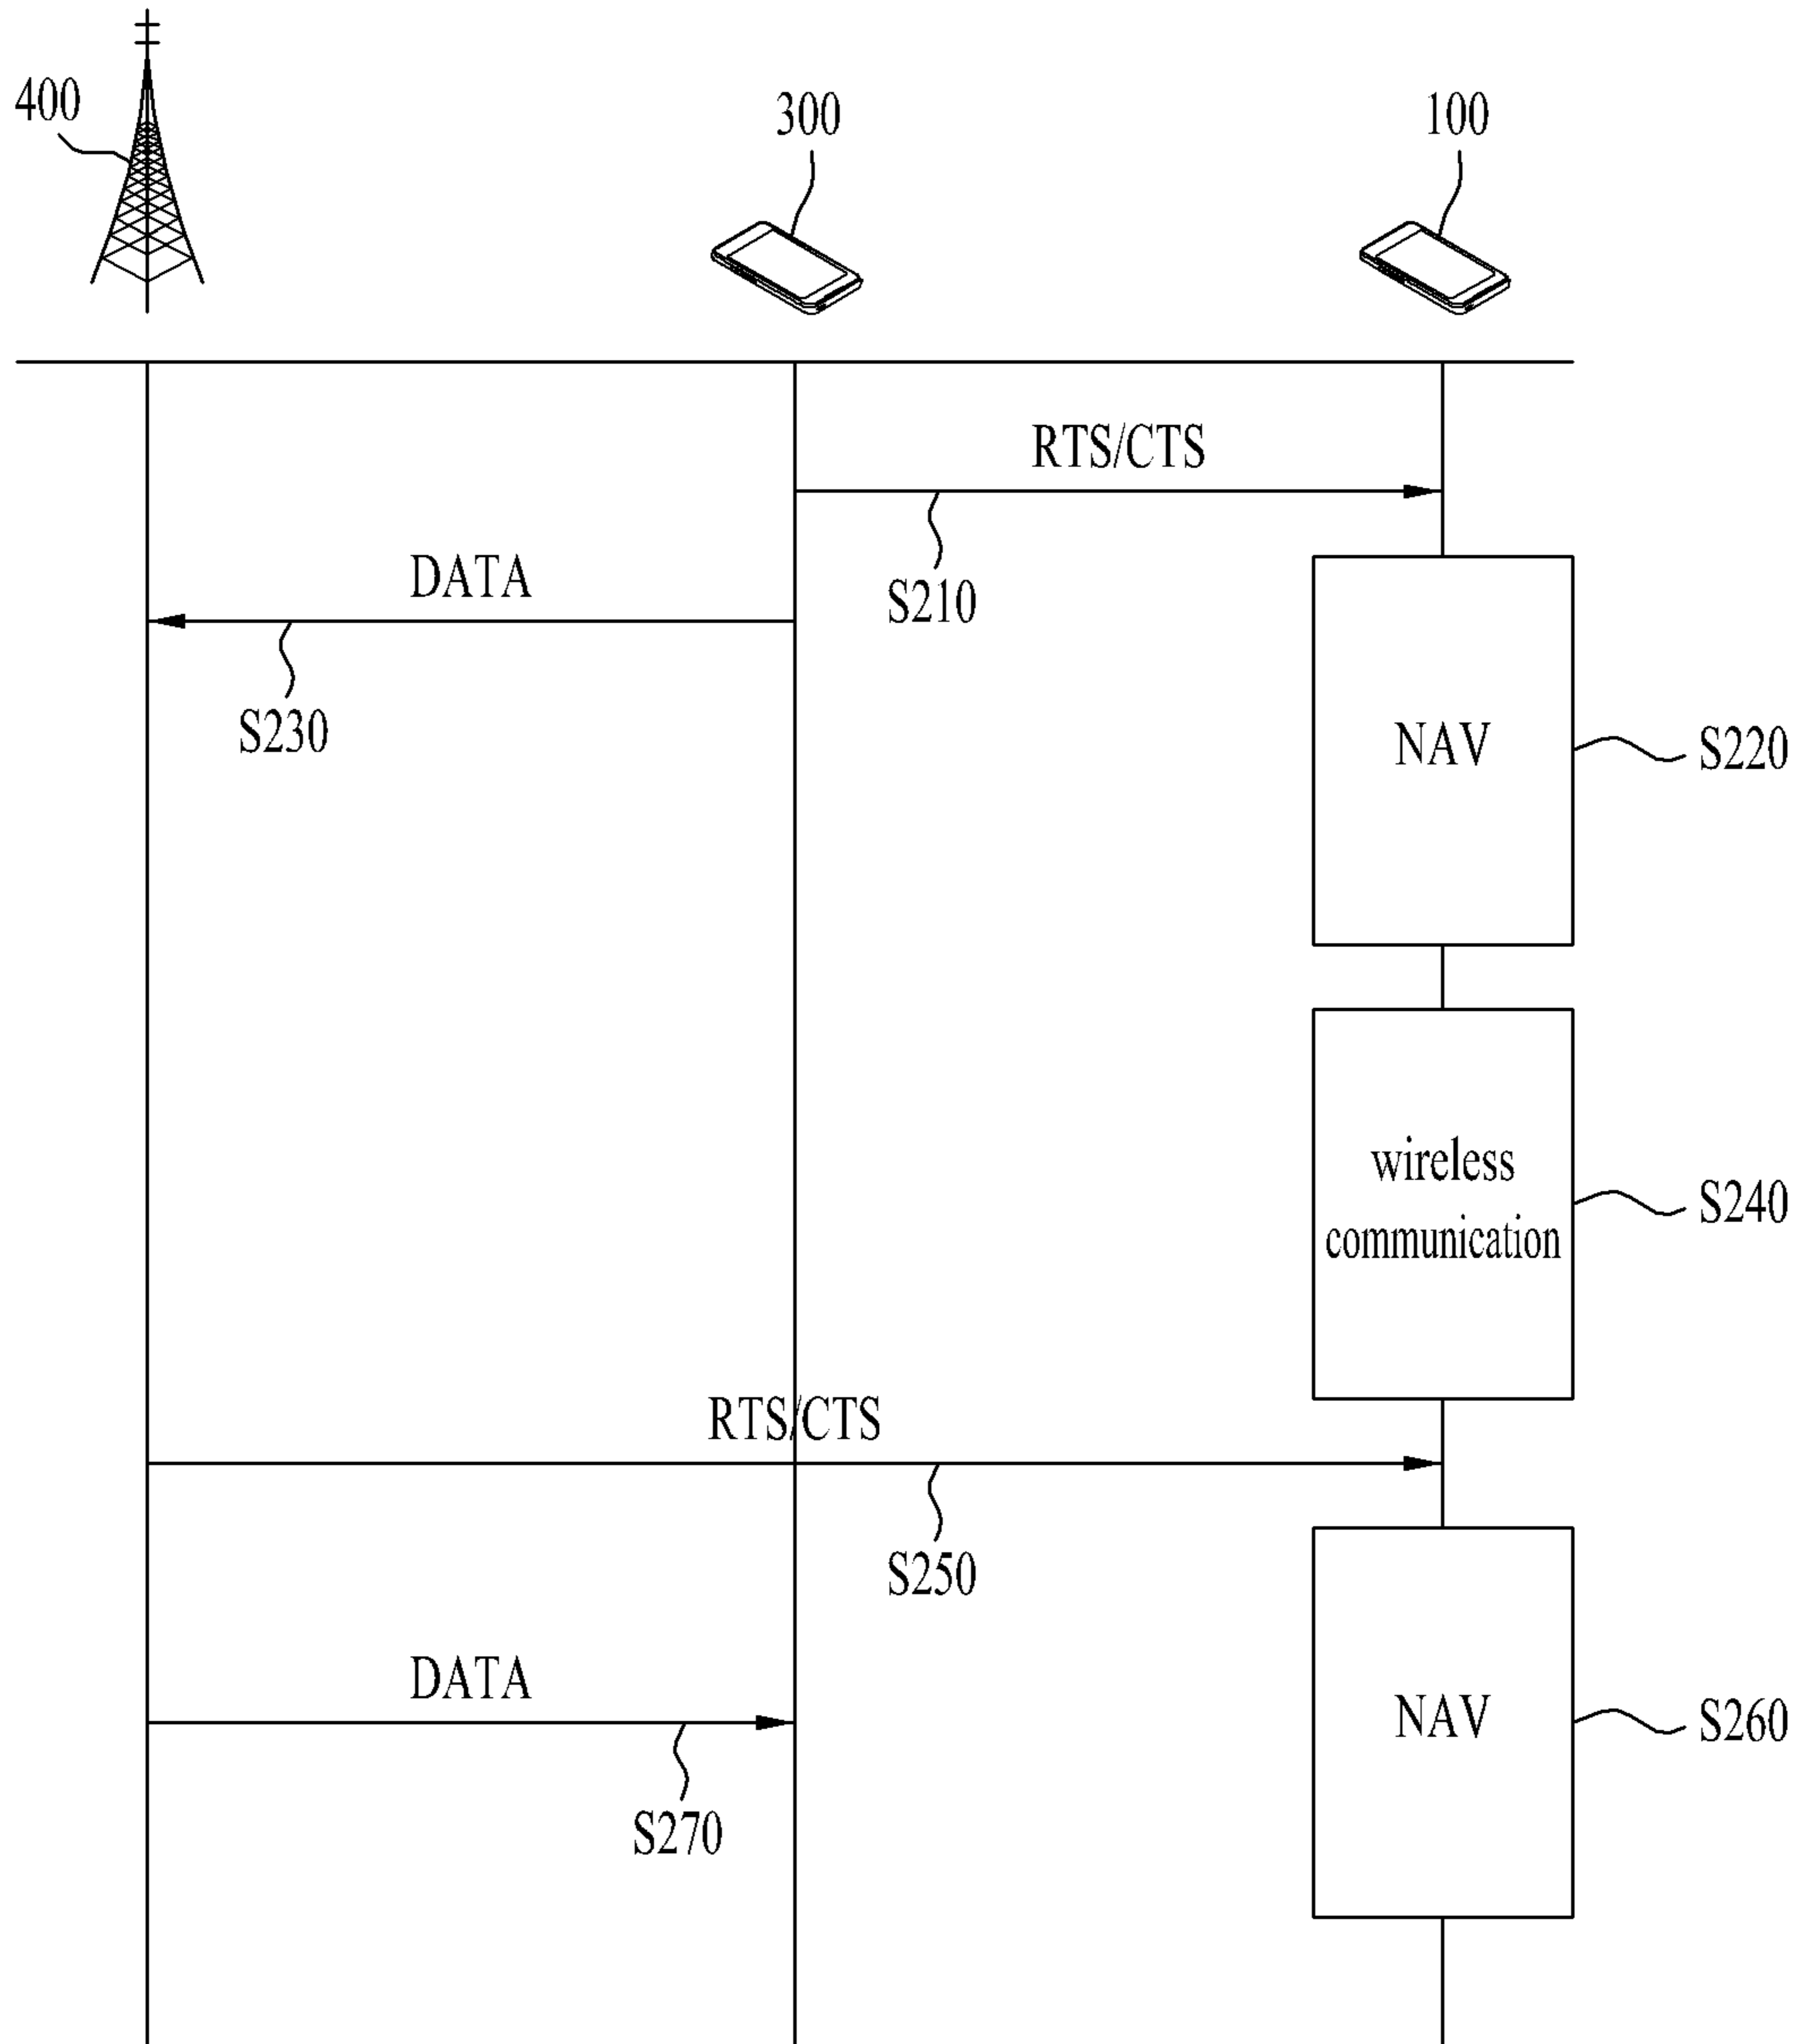 400
300
100
RTS/CTS
S210
DATA
S230
NAV
S220
wireless
communication
S240
RTS/CTS
S250
DATA
S270
NAV
S260